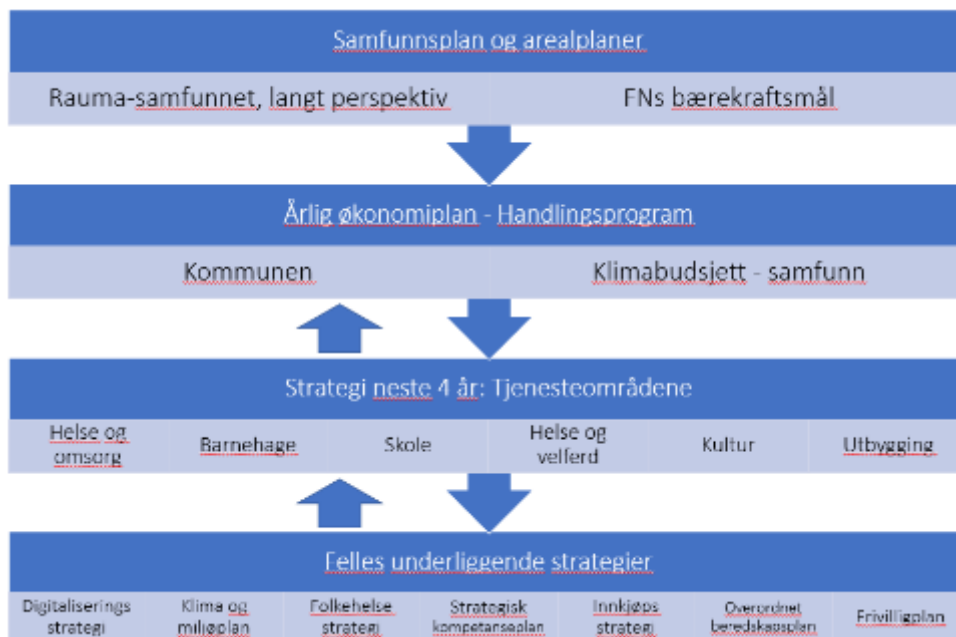 Samfunnsplan og arealplaner
Rauma-samfunnet, langt perspektiv
FNs bærekraftsmål
Årlig økonomiplan - Handlingsprogram
Kommunen
Klimabudsjett - samfunn
Strategi neste 4 år: Tjenesteområdene
Helse og
omsorg
Barnehage
Skole
Helse og
velferd
Kultur
Utbygging
Felles underliggende strategier
Digitaliserings
strategi
Klima og
miljøplan
Folkehelse
strategi
Strategisk
kompetanseplan
Innkjøps
strategi
Overordnet
beredskapsplan
Frivilligplan